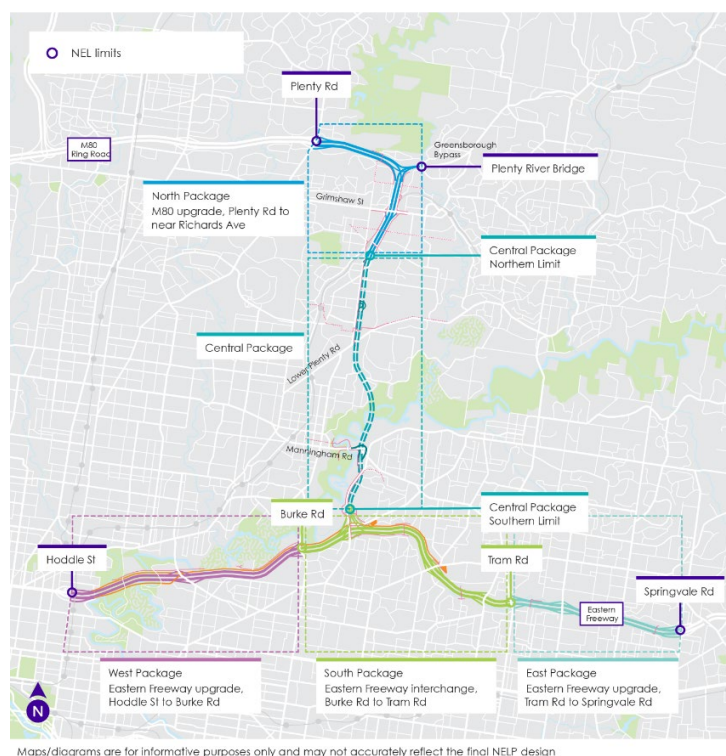 NEL limits
Plenty Rd
M80
Ring Road
Greensborough
Bypass
Plenty River Bridge
North Package
M80 upgrade, Plenty Rd to
near Richards Ave
Grimshaw St
Central Package
Northern Limit
Central Package
Lower Plenty Rd
Manningham Rd
Burke Rd
Central Package
Southern Limit
Hoddle St
Tram Rd
Springvale Rd
Eastern
Freeway
West Package
Eastern Freeway upgrade,
Hoddle St to Burke Rd
South Package
Eastern Freeway interchange,
Burke Rd to Tram Rd
East Package
Eastern Freeway upgrade,
Tram Rd to Springvale Rd
N
Maps/diagrams are for informative purposes only and may not accurately reflect the final NELP design